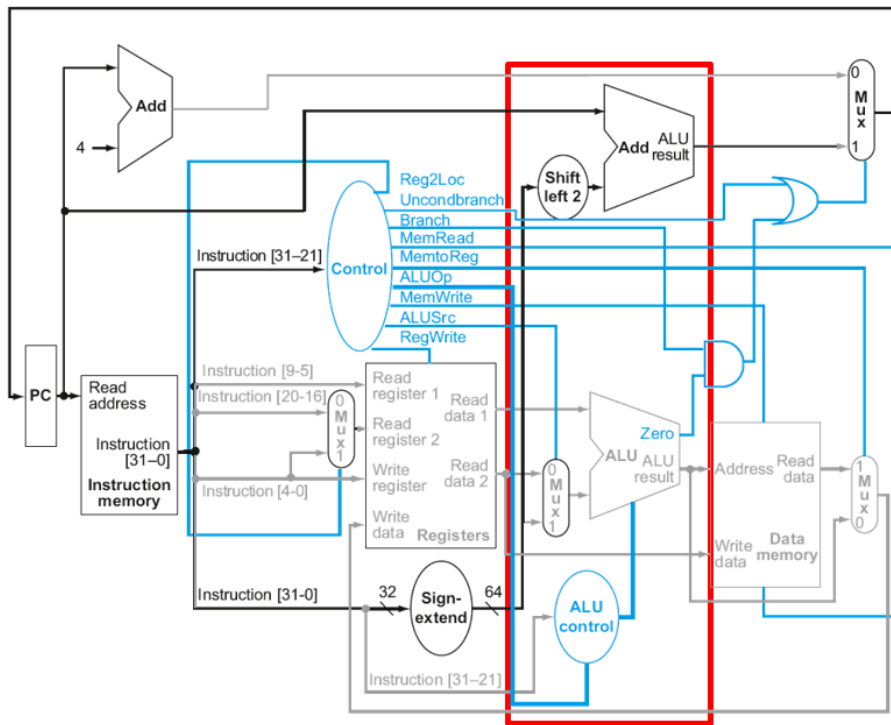 Add
4
0
M
u
x
1
Add
ALU
result
Shift
left 2
Reg2Loc
Uncondbranch
Branch
MemRead
MemtoReg
ALUOp
MemWrite
ALUSrc
RegWrite
Instruction [31–21]
Control
PC
Read
address
Instruction
[31–0]
Instruction
memory
Instruction [9-5]
Instruction [20-16]
Instruction [4-0]
0
M
u
x
1
Read
register 1
Read
register 2
Write
register
Write
data
Read
data 1
Read
data 2
Registers
0
M
u
x
1
Zero
ALU
ALU
result
Address
Read
data
Write
data
Data
memory
1
M
u
x
0
Instruction [31-0]
32
Sign-
extend
64
ALU
control
Instruction [31–21]